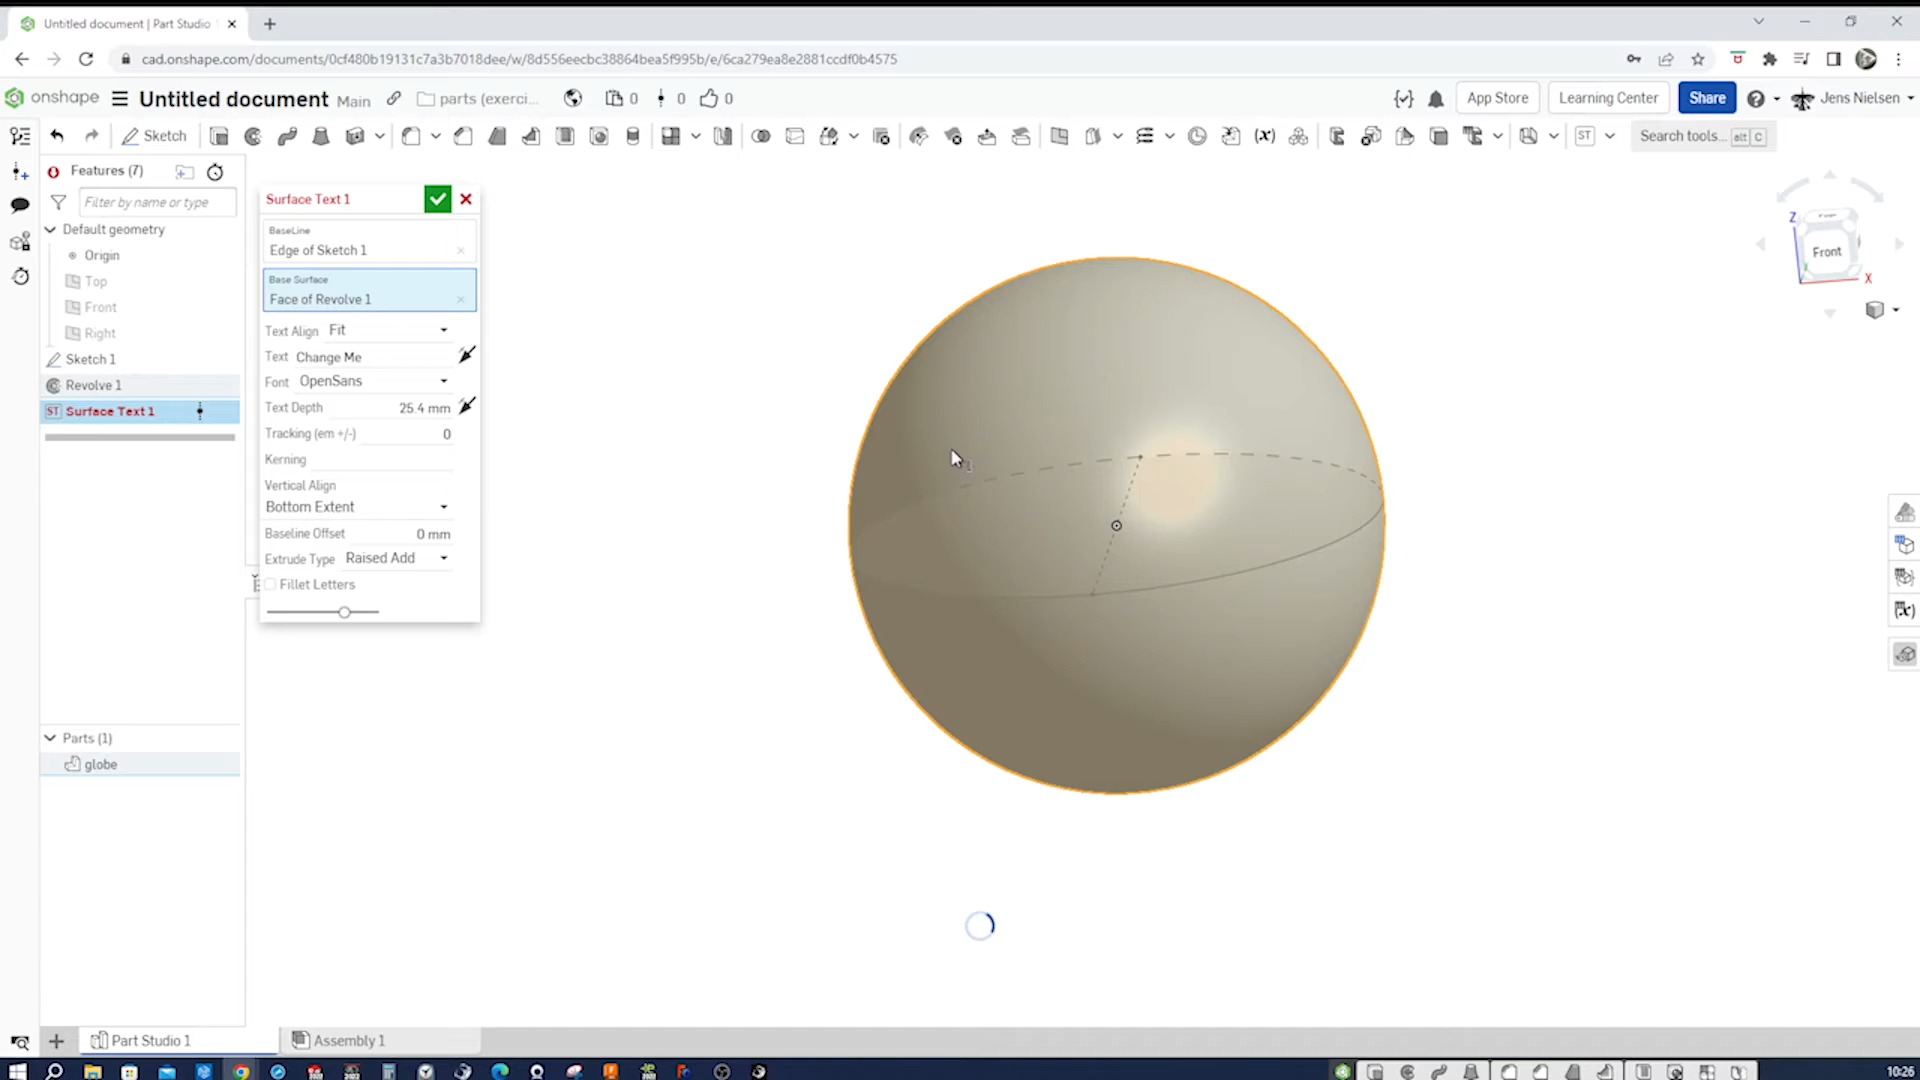 Untitled document | Part Studio
cad.onshape.com/documents/0cf480b19131c7a3b7018dee/w/8d556eecbc38864bea5f995b/e/6ca279ea8e2881ccdf0b4575
onshape
Untitled document Main
parts (exerci...
0
0
0
App Store
Learning Center
Share
Jens Nielsen
Sketch
(x)
ST
Search tools... alt C
Features (7)
Filter by name or type
Default geometry
Origin
Top
Front
Right
Sketch 1
Revolve 1
ST Surface Text 1
Surface Text 1
BaseLine
Edge of Sketch 1
Base Surface
Face of Revolve 1
Text Align Fit
Text Change Me
Font OpenSans
Text Depth 25.4 mm
Tracking (em +/-) 0
Kerning
Vertical Align
Bottom Extent
Baseline Offset 0 mm
Extrude Type Raised Add
Fillet Letters
Z
Front
X
(x)
Parts (1)
globe
Part Studio 1
Assembly 1
10:26